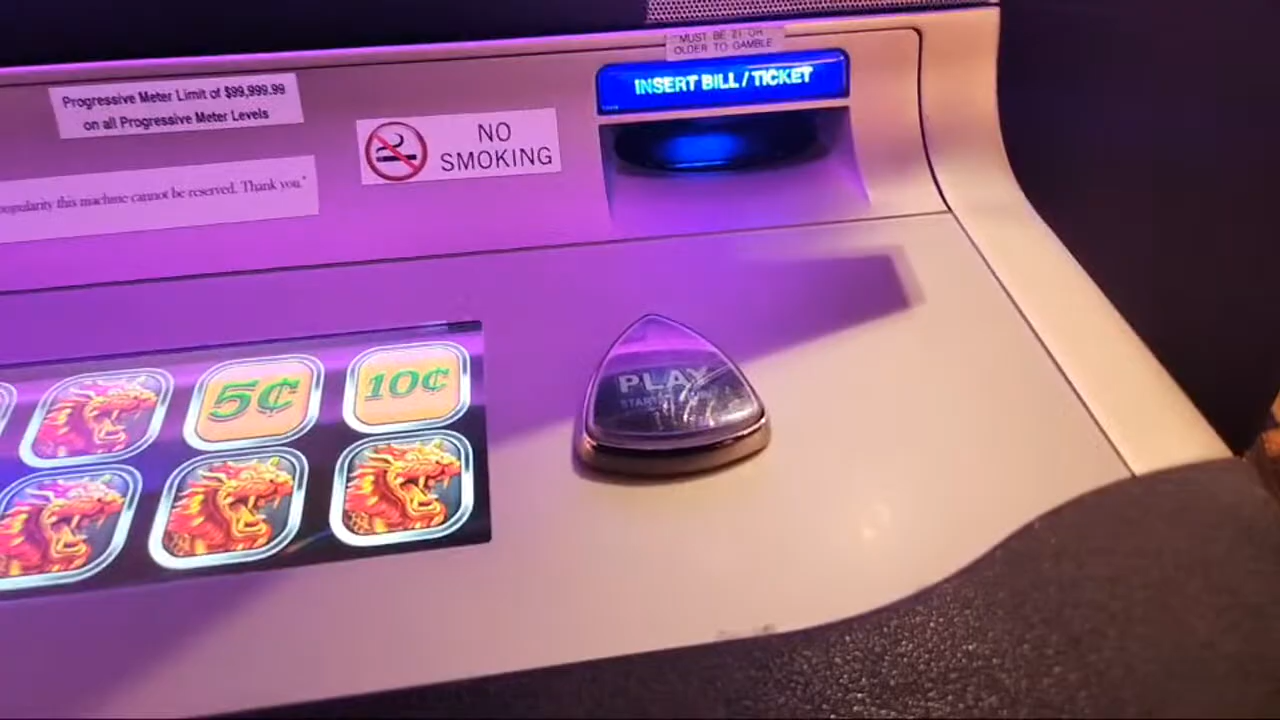 MUST BE 21 OR
OLDER TO GAMBLE
INSERT BILL / TICKET
Progressive Meter Limit of $99,999.99
on all Progressive Meter Levels
NO
SMOKING
popularity this machine cannot be reserved. Thank you."
5¢
10¢
PLAY